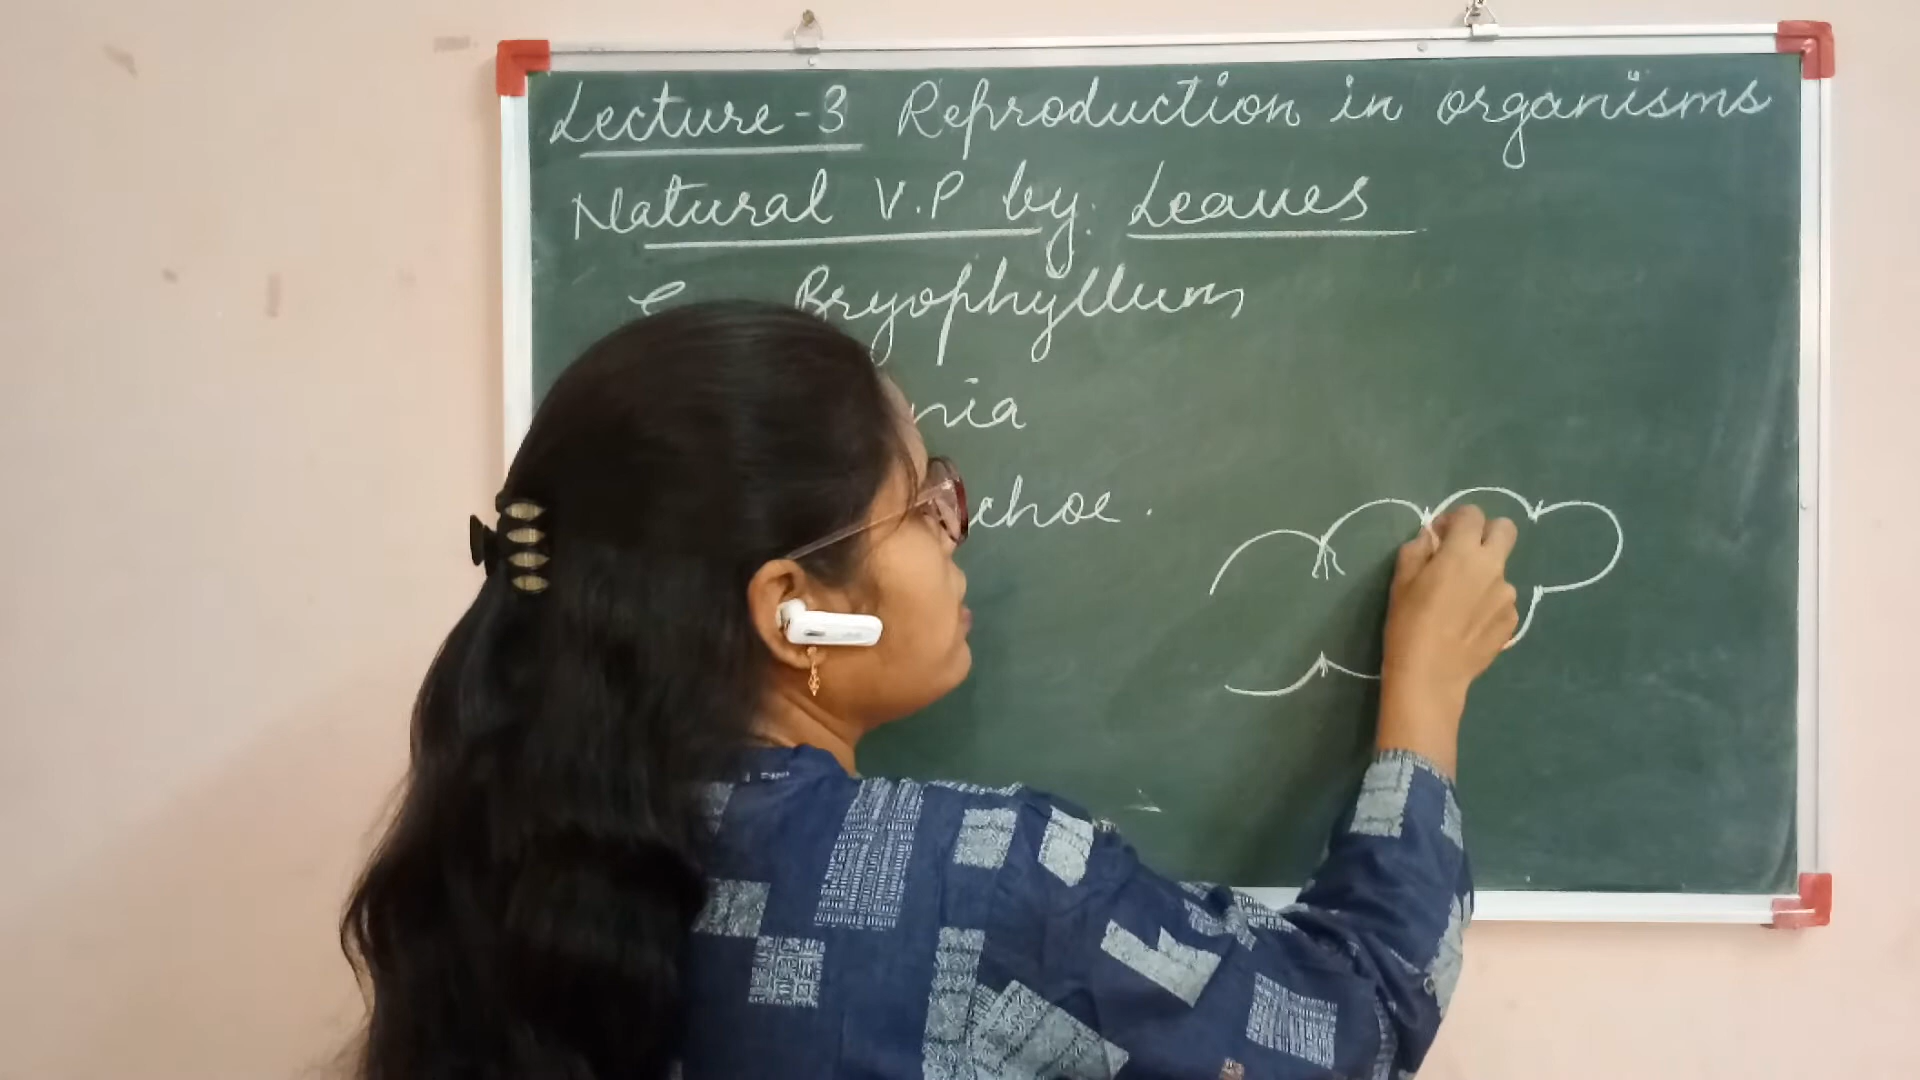 Lecture-3 Reproduction in organisms
Natural V.P by. Leaves
Bryophyllum
nia
choe.